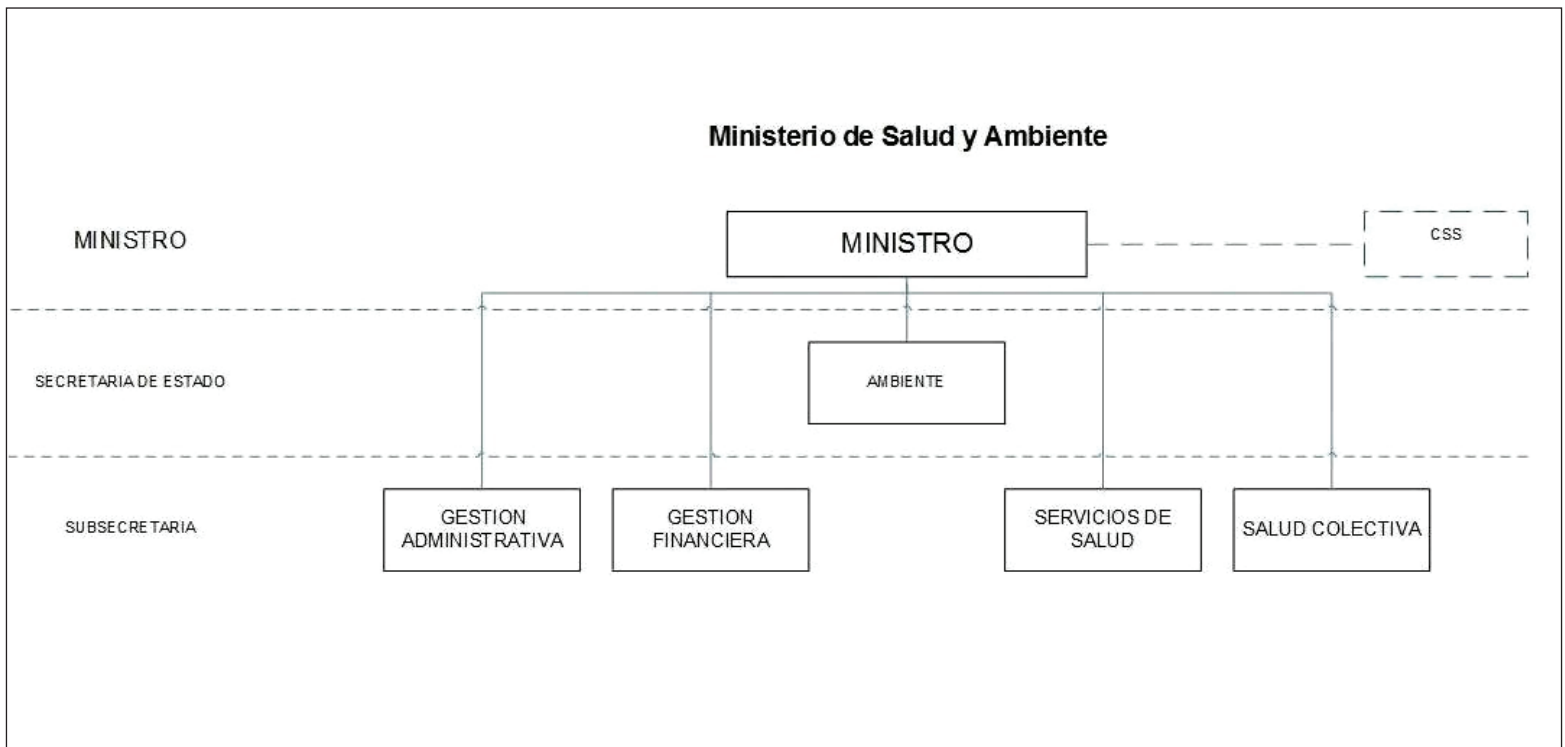 Ministerio de Salud y Ambiente
MINISTRO
MINISTRO
CSS
SECRETARIA DE ESTADO
AMBIENTE
SUBSECRETARIA
GESTION
ADMINISTRATIVA
GESTION
FINANCIERA
SERVICIOS DE
SALUD
SALUD COLECTIVA